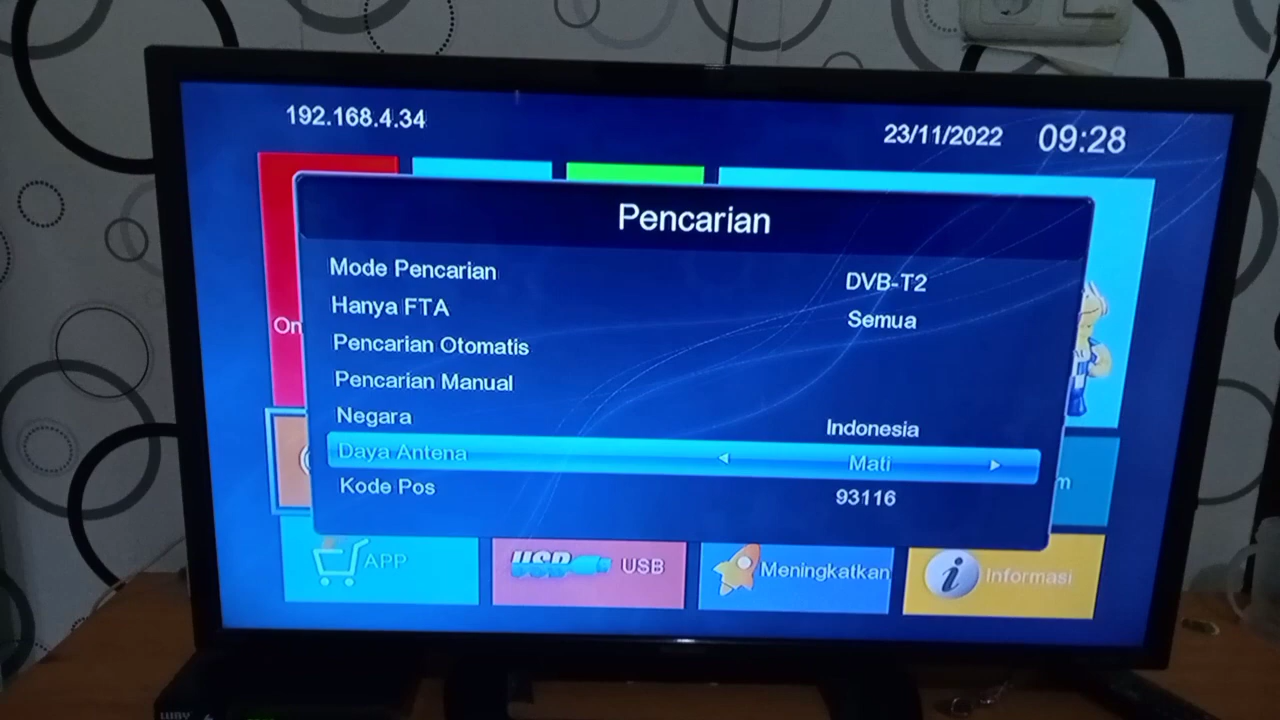 192.168.4.34
23/11/2022 09:28
Pencarian
Mode Pencarian DVB-T2
Hanya FTA Semua
Pencarian Otomatis
Pencarian Manual
Negara Indonesia
Daya Antena Mati
Kode Pos 93116
APP
USB USB
Meningkatkan
Informasi